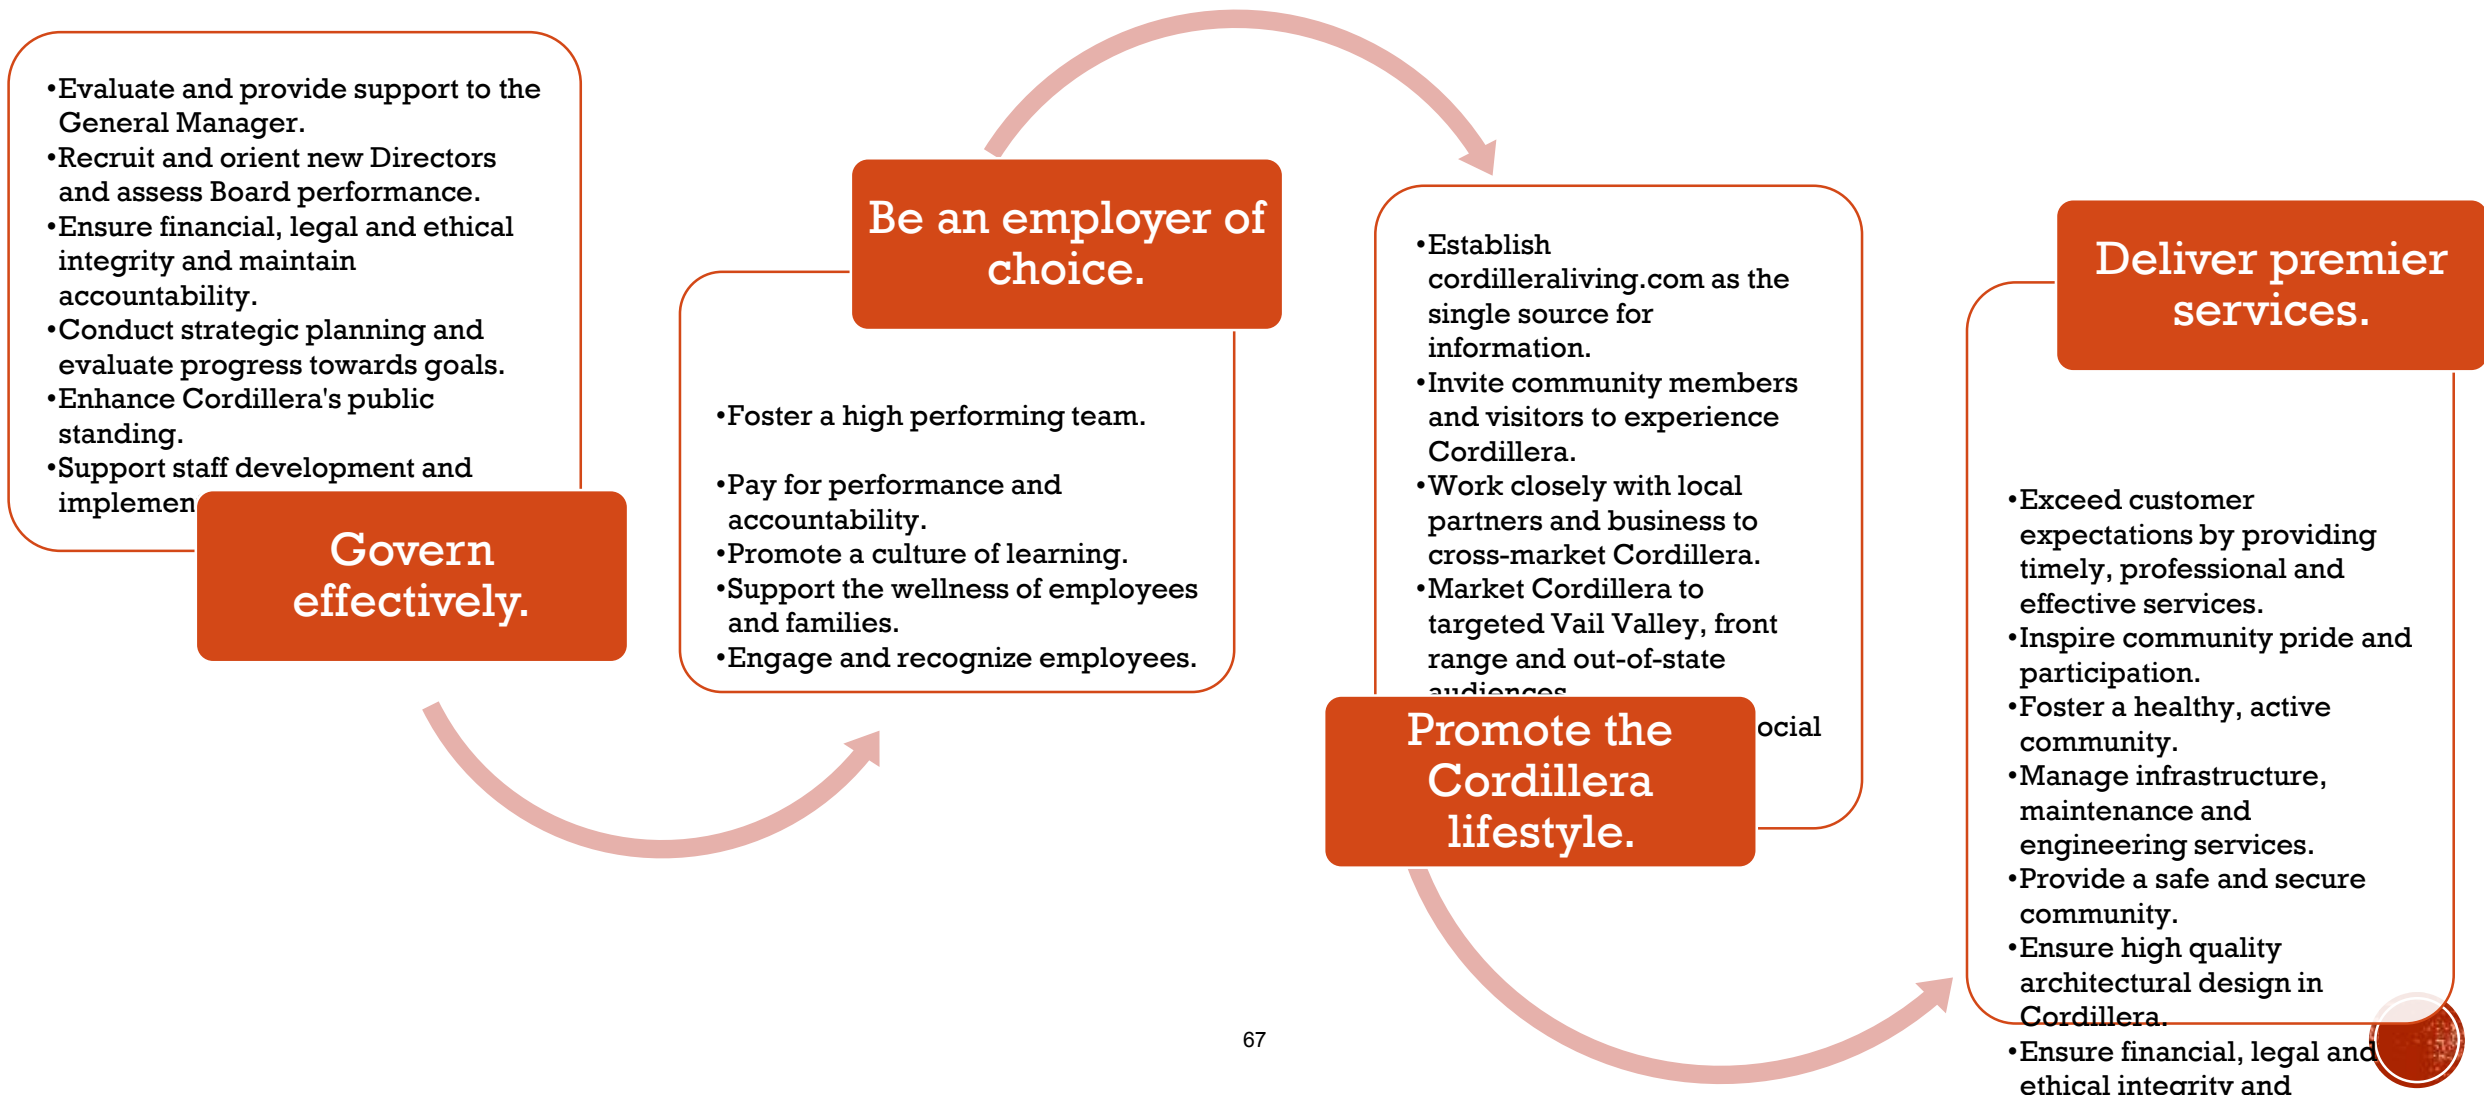 •Evaluate and provide support to the
General Manager.
•Recruit and orient new Directors
and assess Board performance.
•Ensure financial, legal and ethical
integrity and maintain
accountability.
•Conduct strategic planning and
evaluate progress towards goals.
•Enhance Cordillera's public
standing.
•Support staff development and
Govern
effectively.
Be an employer of
choice.
•Foster a high performing team.
•Pay for performance and
accountability.
•Promote a culture of learning.
•Support the wellness of employees
and families.
•Engage and recognize employees.
•Establish
cordilleraliving.com as the
single source for
information.
•Invite community members
and visitors to experience
Cordillera.
•Work closely with local
partners and business to
cross-market Cordillera.
•Market Cordillera to
targeted Vail Valley, front
range and out-of-state
audiences
Promote the
Cordillera
lifestyle.
Deliver premier
services.
•Exceed customer
expectations by providing
timely, professional and
effective services.
•Inspire community pride and
participation.
•Foster a healthy, active
community.
•Manage infrastructure,
maintenance and
engineering services.
•Provide a safe and secure
community.
•Ensure high quality
architectural design in
Cordillera.
•Ensure financial, legal and
ethical integrity and
67